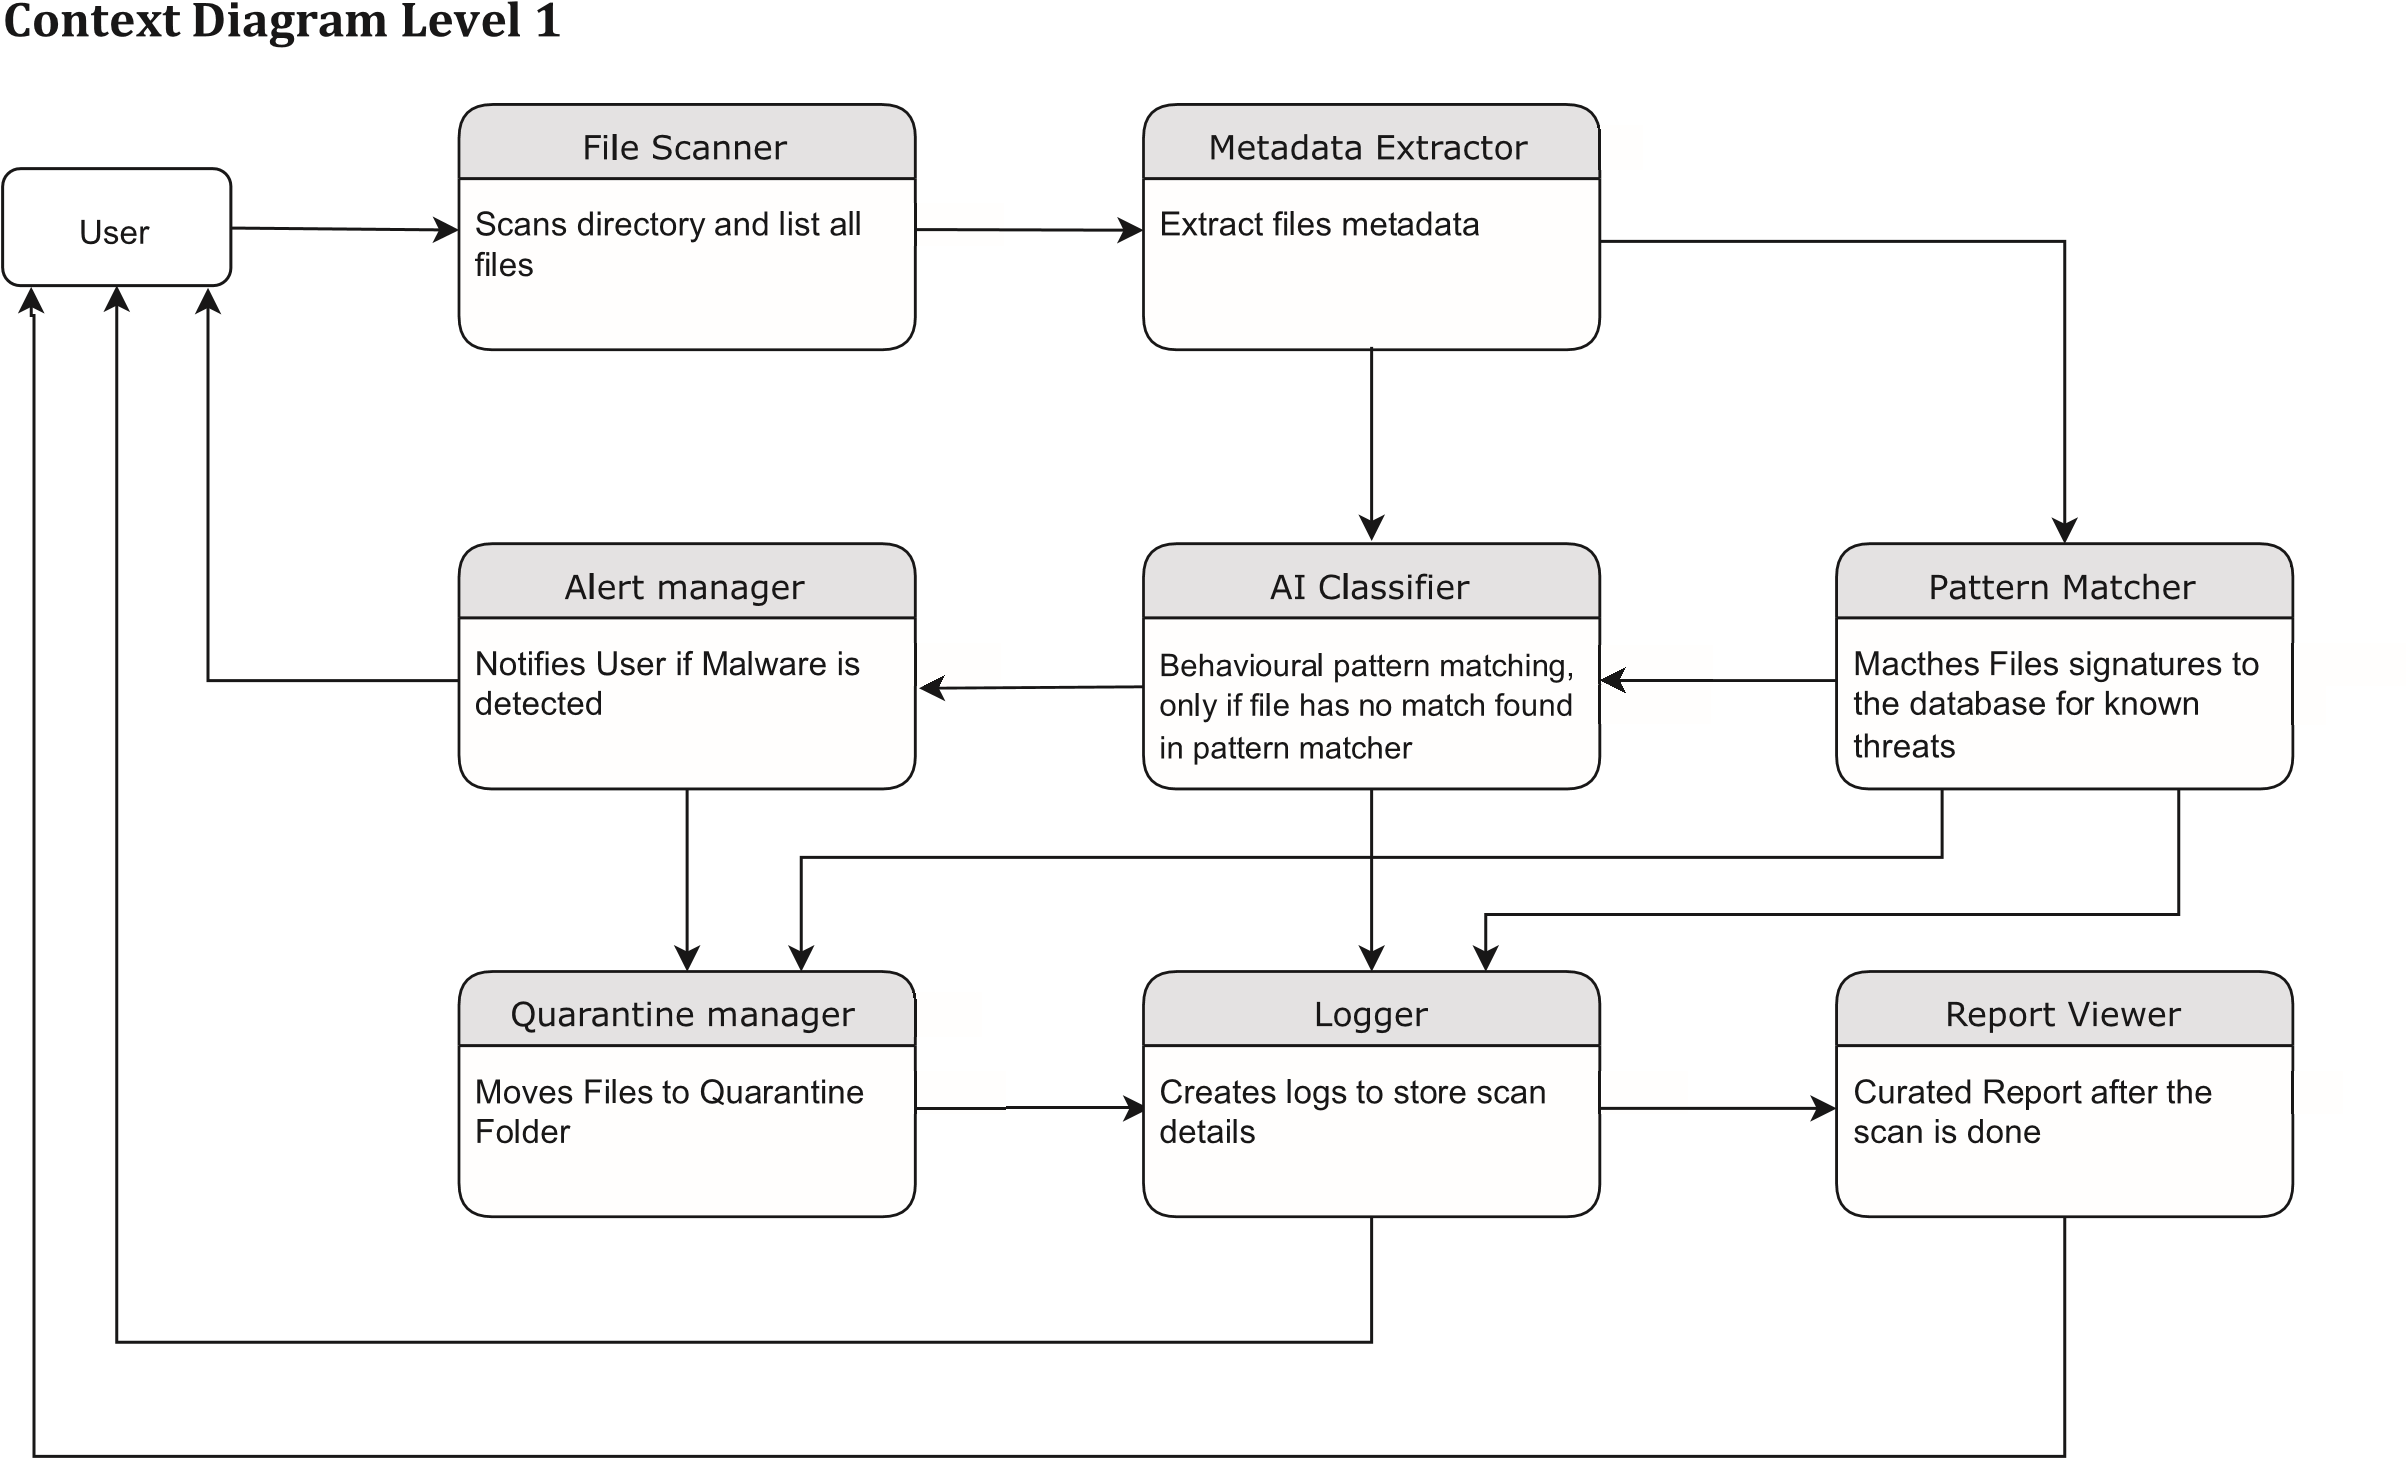 Context Diagram Level 1
User
File Scanner
Scans directory and list all
files
Metadata Extractor
Extract files metadata
Alert manager
Notifies User if Malware is
detected
AI Classifier
Behavioural pattern matching,
only if file has no match found
in pattern matcher
Pattern Matcher
Macthes Files signatures to
the database for known
threats
Quarantine manager
Moves Files to Quarantine
Folder
Logger
Creates logs to store scan
details
Report Viewer
Curated Report after the
scan is done